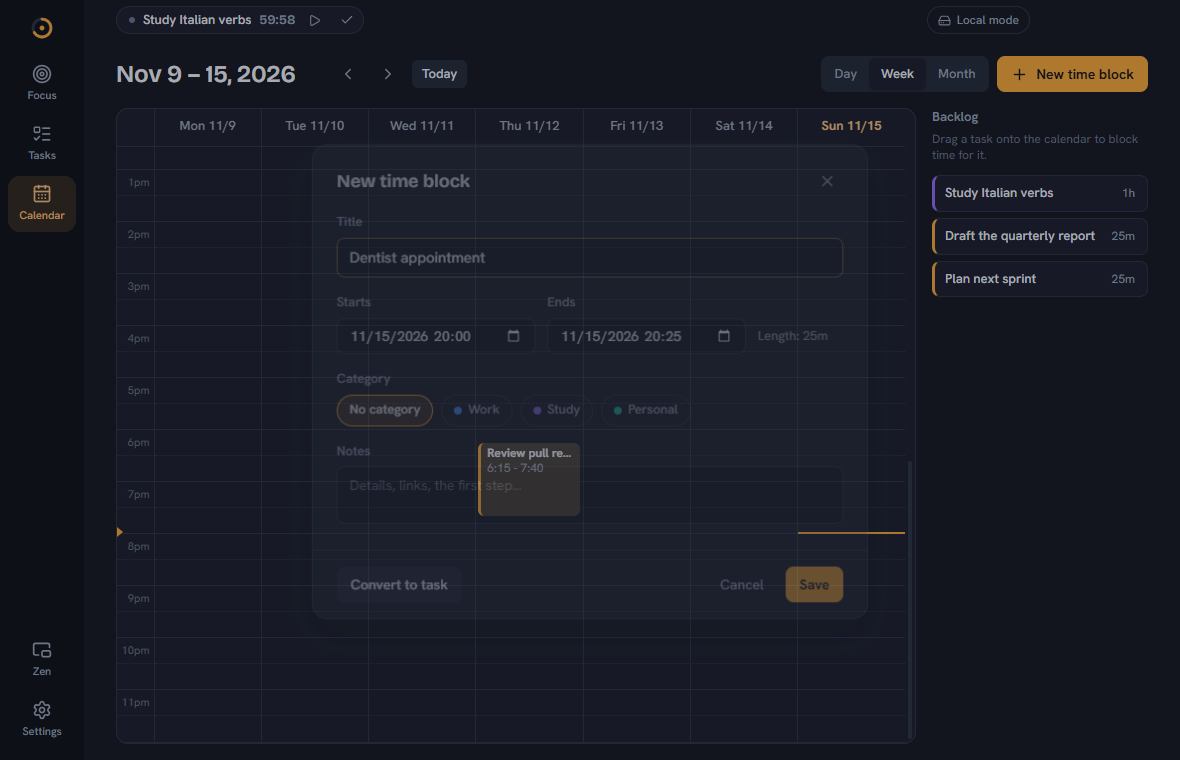 Study Italian verbs 59:58
Local mode
Focus
Tasks
Calendar
Zen
Settings
Nov 9 – 15, 2026
Today
Day Week Month
New time block
Mon 11/9 Tue 11/10 Wed 11/11 Thu 11/12 Fri 11/13 Sat 11/14 Sun 11/15
1pm
2pm
3pm
4pm
5pm
6pm
7pm
8pm
9pm
10pm
11pm
Review pull re...
6:15 - 7:40
New time block
Title
Dentist appointment
Starts Ends
11/15/2026 20:00 11/15/2026 20:25 Length: 25m
Category
No category Work Study Personal
Notes
Details, links, the first step...
Convert to task Cancel Save
Backlog
Drag a task onto the calendar to block
time for it.
Study Italian verbs 1h
Draft the quarterly report 25m
Plan next sprint 25m